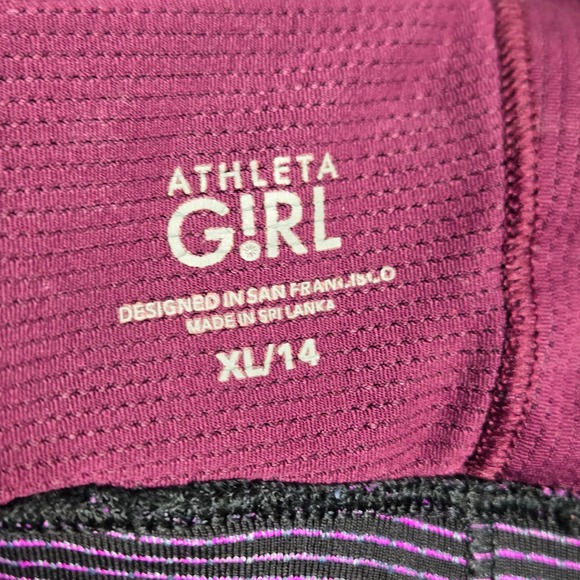 ATHLETA
G!RL
DESIGNED IN SAN FRANCISCO
MADE IN SRI LANKA
XL/14